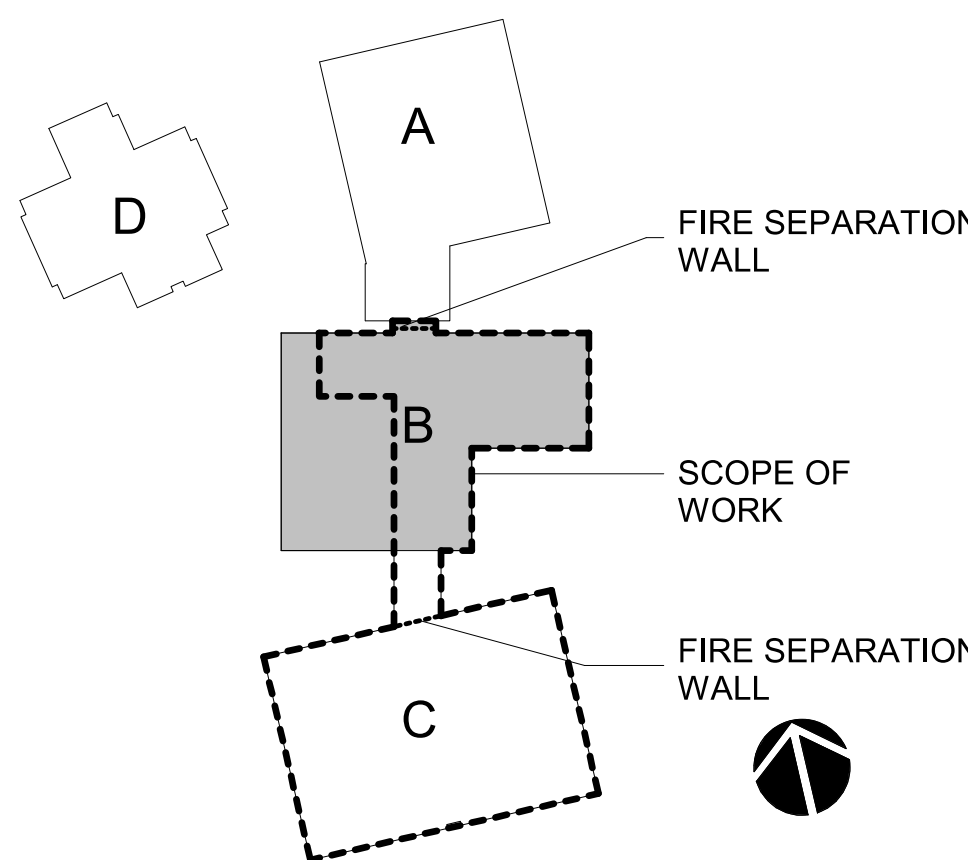 A
D
FIRE SEPARATION
WALL
B
SCOPE OF
WORK
FIRE SEPARATION
WALL
C